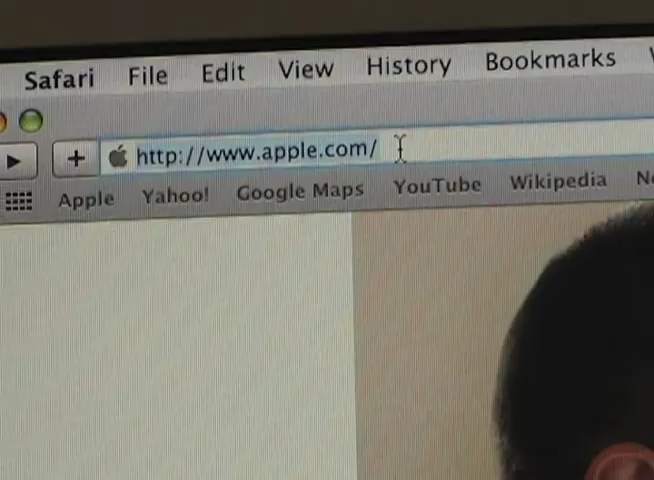 Safari File Edit View History Bookmarks
http://www.apple.com/
Apple Yahoo! Google Maps YouTube Wikipedia